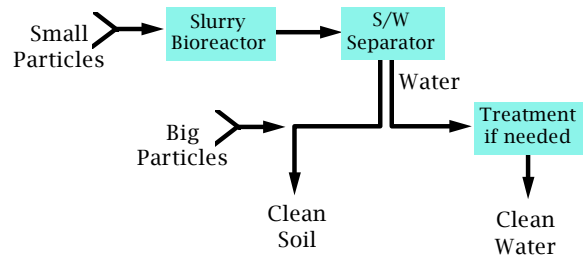 Small
Particles
Slurry
Bioreactor
S/W
Separator
Water
Big
Particles
Treatment
if needed
Clean
Soil
Clean
Water